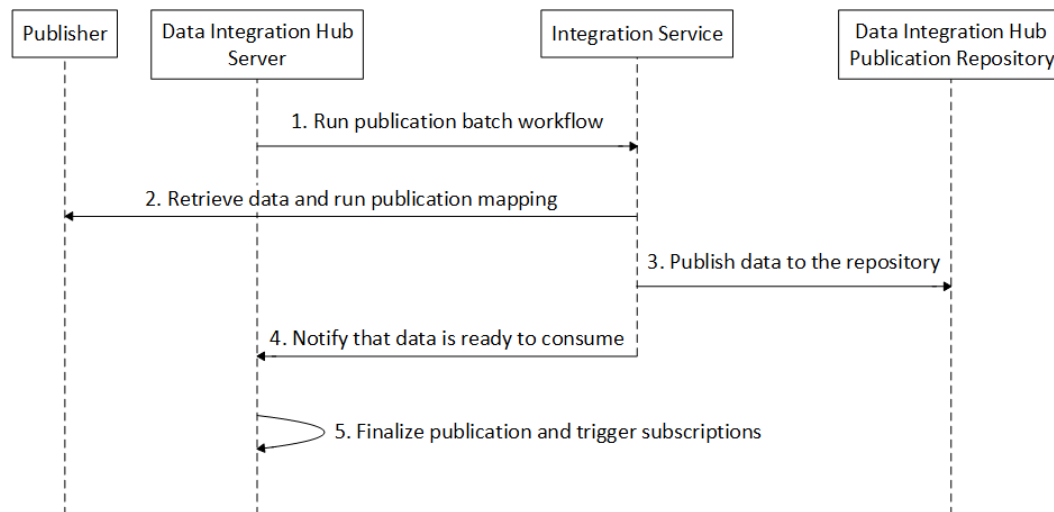 Publisher
Data Integration Hub
Server
Integration Service
Data Integration Hub
Publication Repository
1. Run publication batch workflow
2. Retrieve data and run publication mapping
3. Publish data to the repository
4. Notify that data is ready to consume
5. Finalize publication and trigger subscriptions